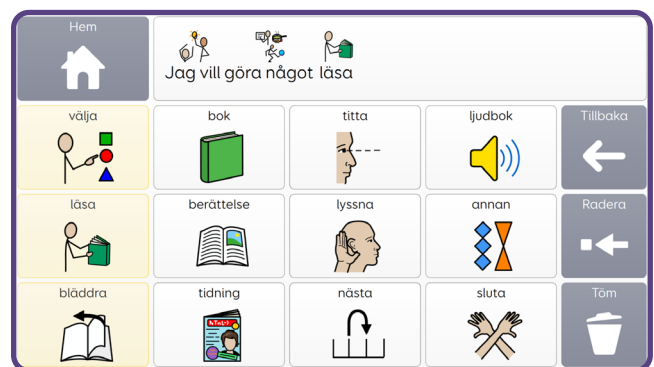 Hem
Jag vill göra något läsa
välja
bok
titta
ljudbok
Tillbaka
läsa
berättelse
lyssna
annan
Radera
bläddra
tidning
nästa
sluta
Töm